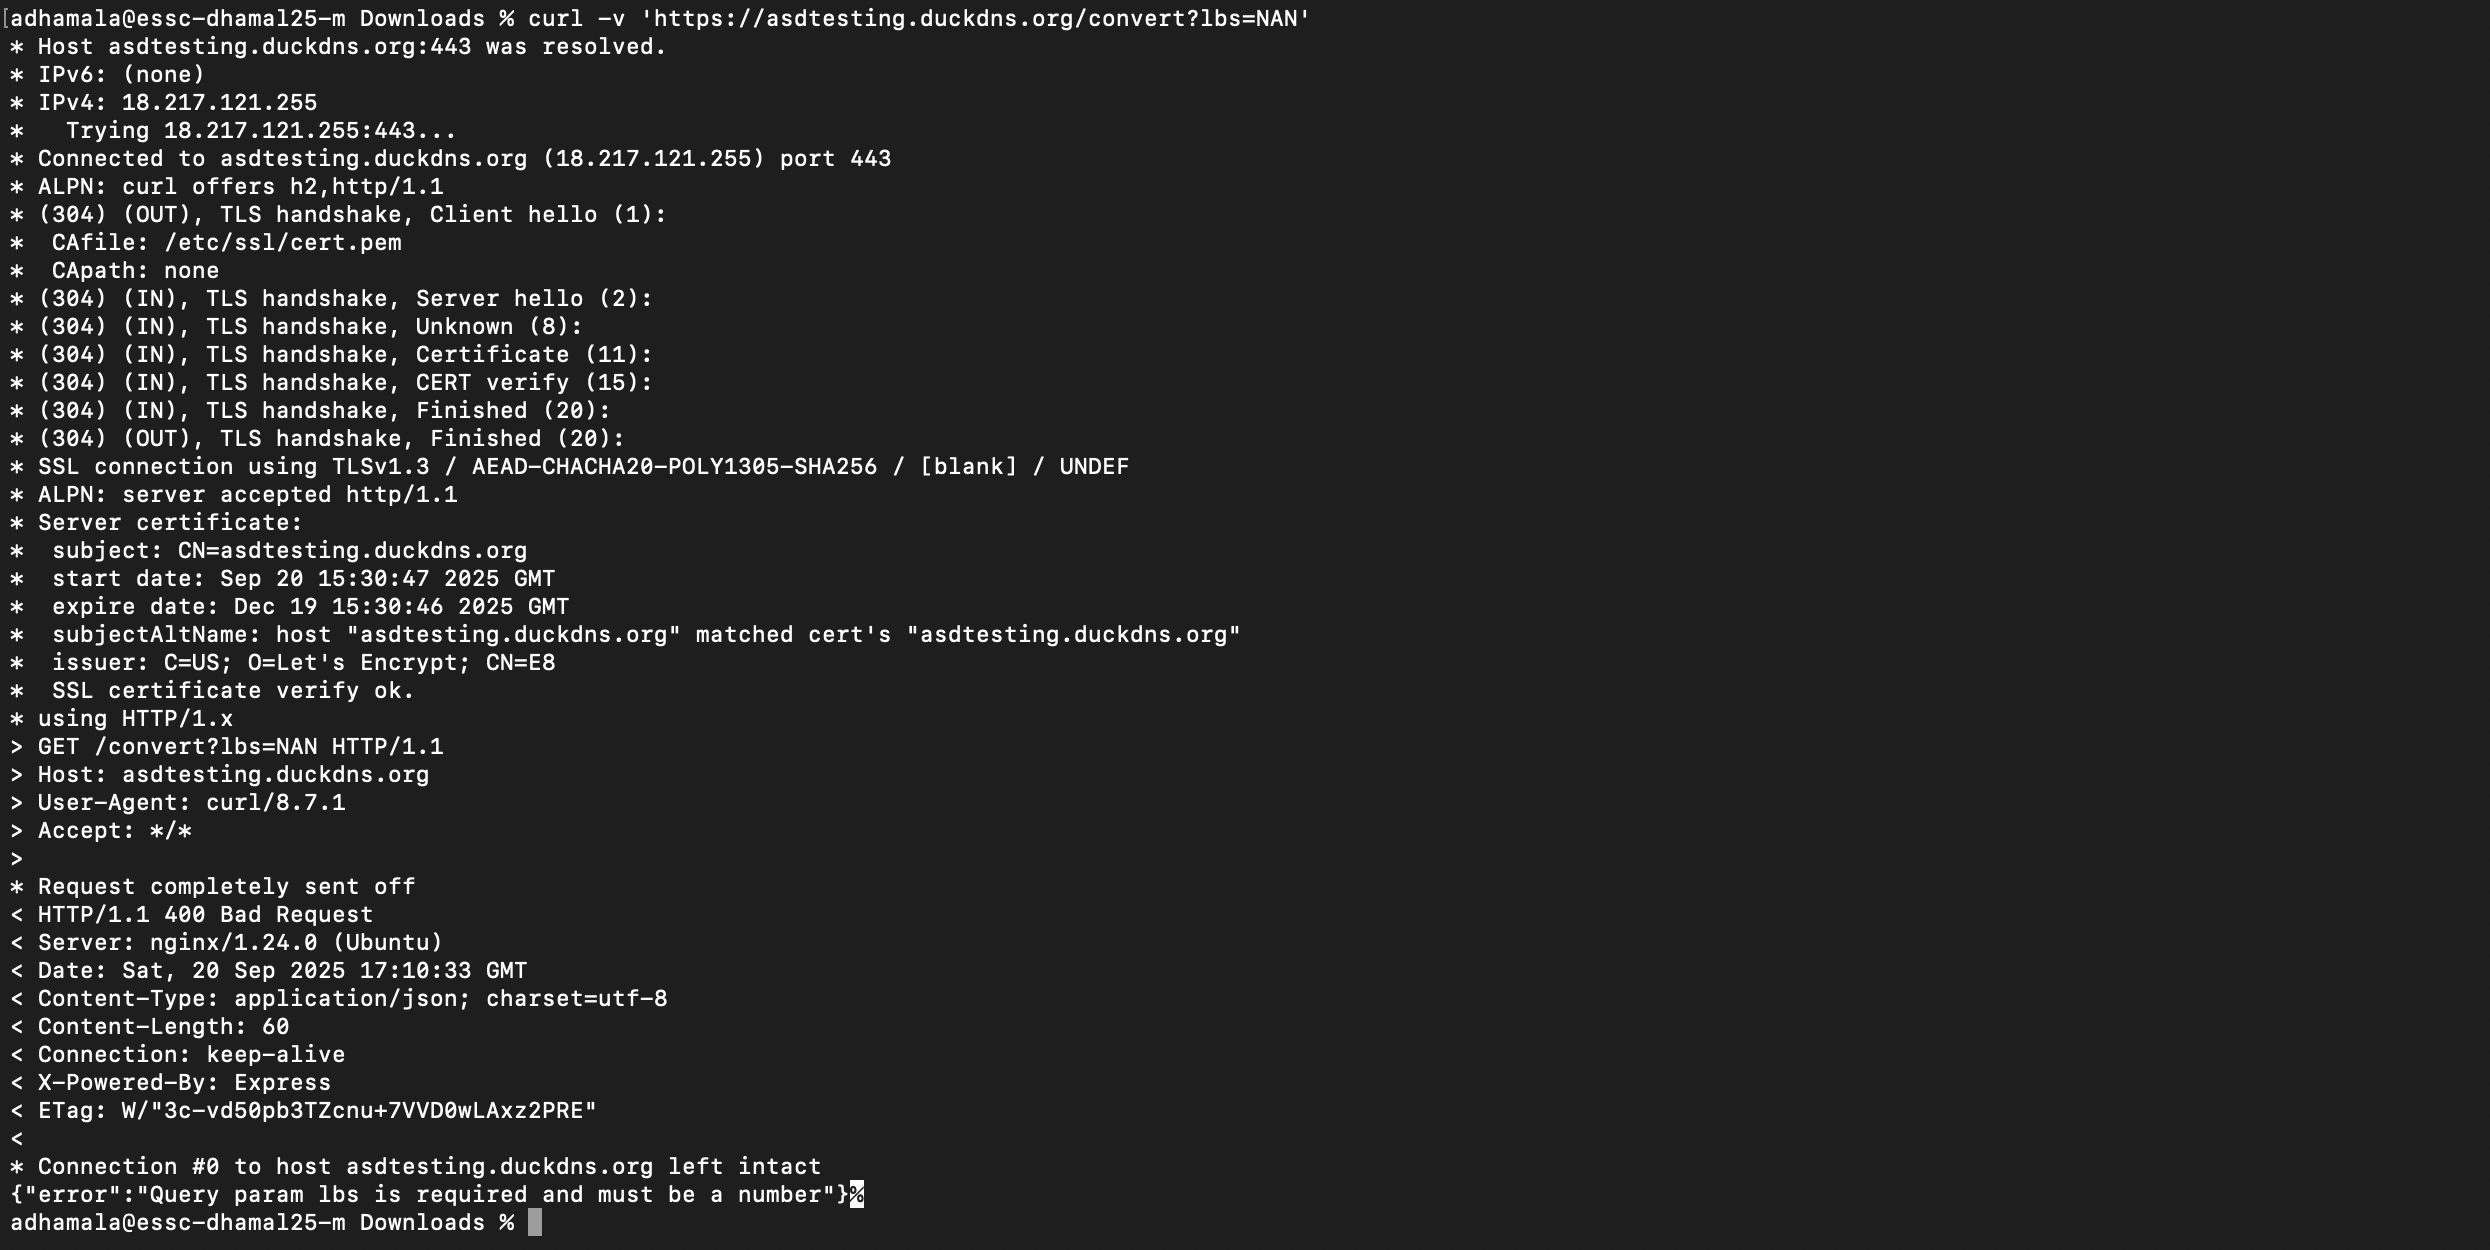 [adhamala@essc-dhamal25-m Downloads % curl -v 'https://asdtesting.duckdns.org/convert?lbs=NAN'
* Host asdtesting.duckdns.org:443 was resolved.
* IPv6: (none)
* IPv4: 18.217.121.255
*   Trying 18.217.121.255:443...
* Connected to asdtesting.duckdns.org (18.217.121.255) port 443
* ALPN: curl offers h2,http/1.1
* (304) (OUT), TLS handshake, Client hello (1):
*  CAfile: /etc/ssl/cert.pem
*  CApath: none
* (304) (IN), TLS handshake, Server hello (2):
* (304) (IN), TLS handshake, Unknown (8):
* (304) (IN), TLS handshake, Certificate (11):
* (304) (IN), TLS handshake, CERT verify (15):
* (304) (IN), TLS handshake, Finished (20):
* (304) (OUT), TLS handshake, Finished (20):
* SSL connection using TLSv1.3 / AEAD-CHACHA20-POLY1305-SHA256 / [blank] / UNDEF
* ALPN: server accepted http/1.1
* Server certificate:
*  subject: CN=asdtesting.duckdns.org
*  start date: Sep 20 15:30:47 2025 GMT
*  expire date: Dec 19 15:30:46 2025 GMT
*  subjectAltName: host "asdtesting.duckdns.org" matched cert's "asdtesting.duckdns.org"
*  issuer: C=US; O=Let's Encrypt; CN=E8
*  SSL certificate verify ok.
* using HTTP/1.x
> GET /convert?lbs=NAN HTTP/1.1
> Host: asdtesting.duckdns.org
> User-Agent: curl/8.7.1
> Accept: */*
>
* Request completely sent off
< HTTP/1.1 400 Bad Request
< Server: nginx/1.24.0 (Ubuntu)
< Date: Sat, 20 Sep 2025 17:10:33 GMT
< Content-Type: application/json; charset=utf-8
< Content-Length: 60
< Connection: keep-alive
< X-Powered-By: Express
< ETag: W/"3c-vd50pb3TZcnu+7VVD0wLAxz2PRE"
<
* Connection #0 to host asdtesting.duckdns.org left intact
{"error":"Query param lbs is required and must be a number"}%
adhamala@essc-dhamal25-m Downloads %